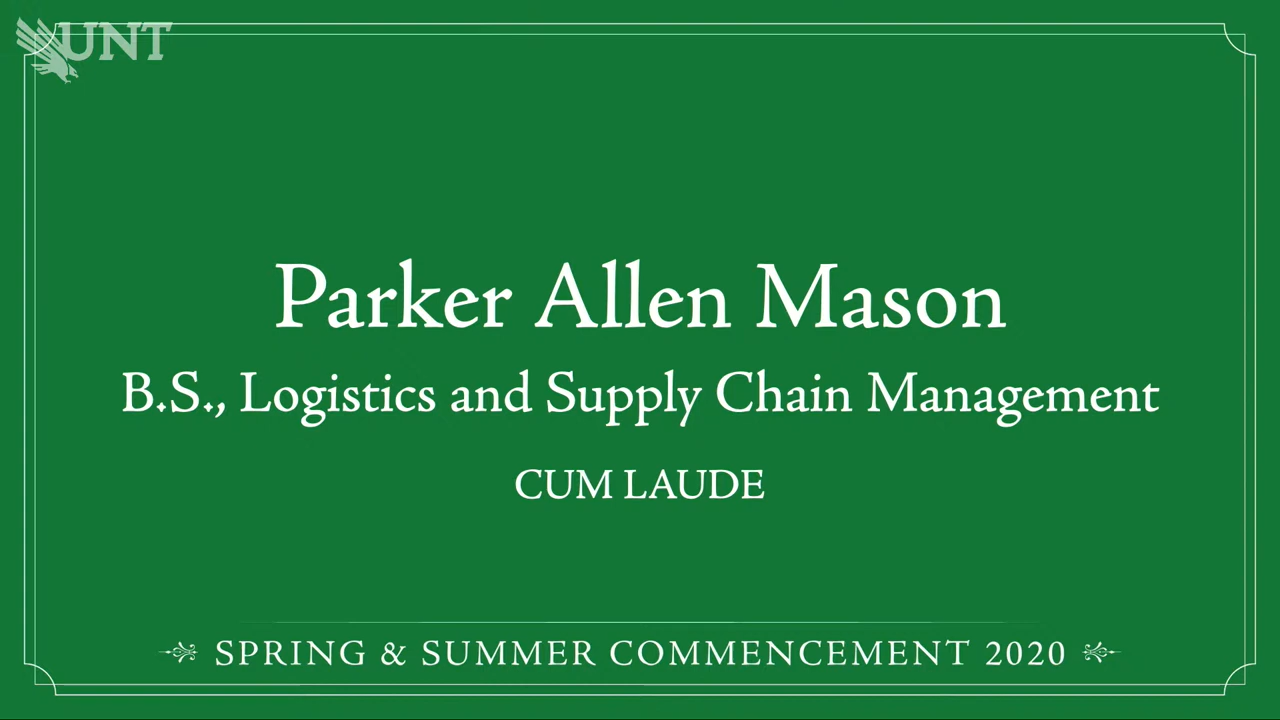 UNT
Parker Allen Mason
B.S., Logistics and Supply Chain Management
CUM LAUDE
SPRING & SUMMER COMMENCEMENT 2020